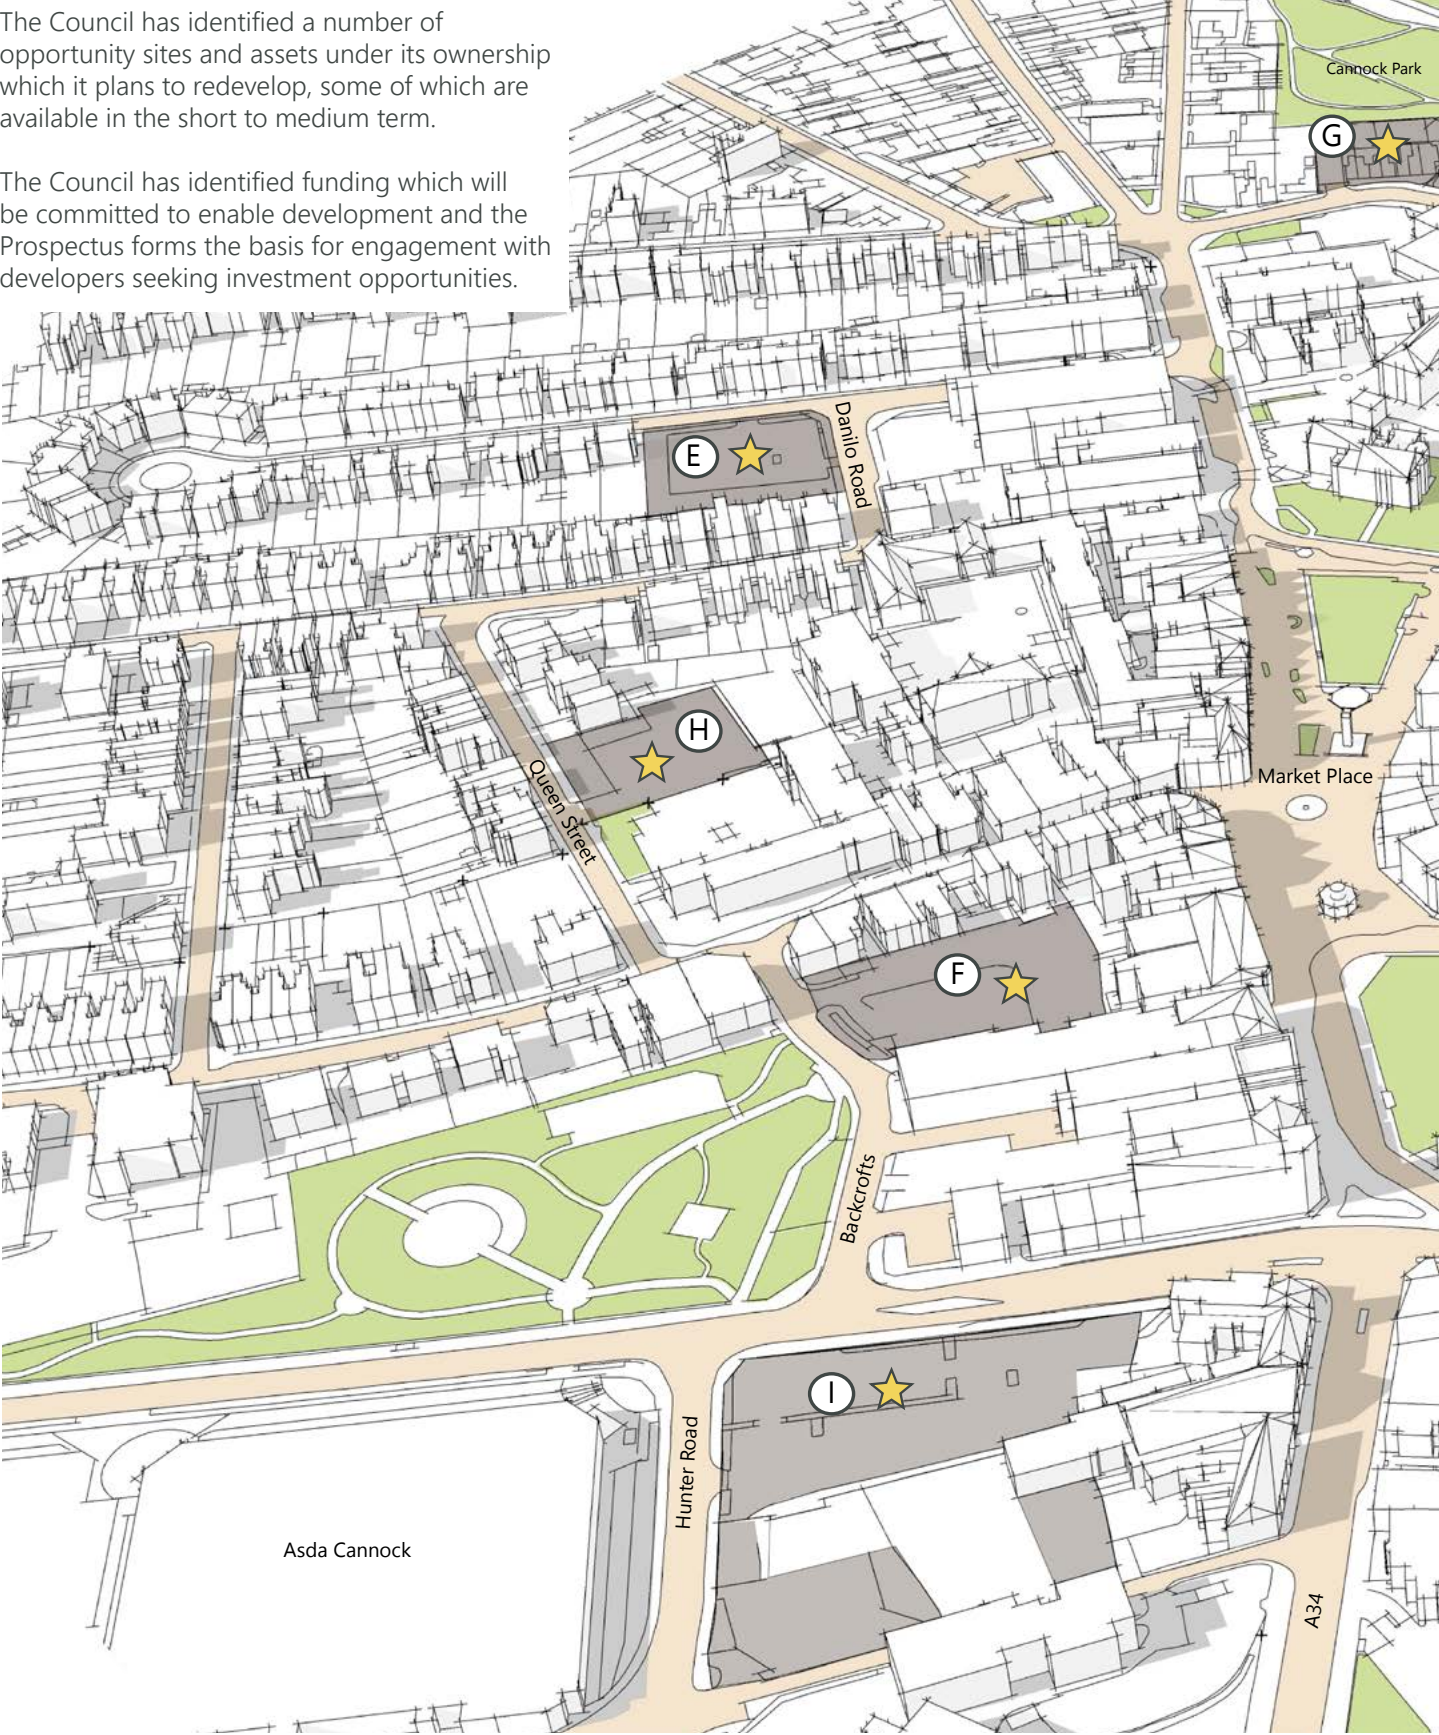 The Council has identified a number of
opportunity sites and assets under its ownership
which it plans to redevelop, some of which are
available in the short to medium term.
The Council has identified funding which will
be committed to enable development and the
Prospectus forms the basis for engagement with
developers seeking investment opportunities.
Cannock Park
G
Danilo Road
E
H
Queen Street
Market Place
F
Backcrofts
I
Hunter Road
Asda Cannock
A34